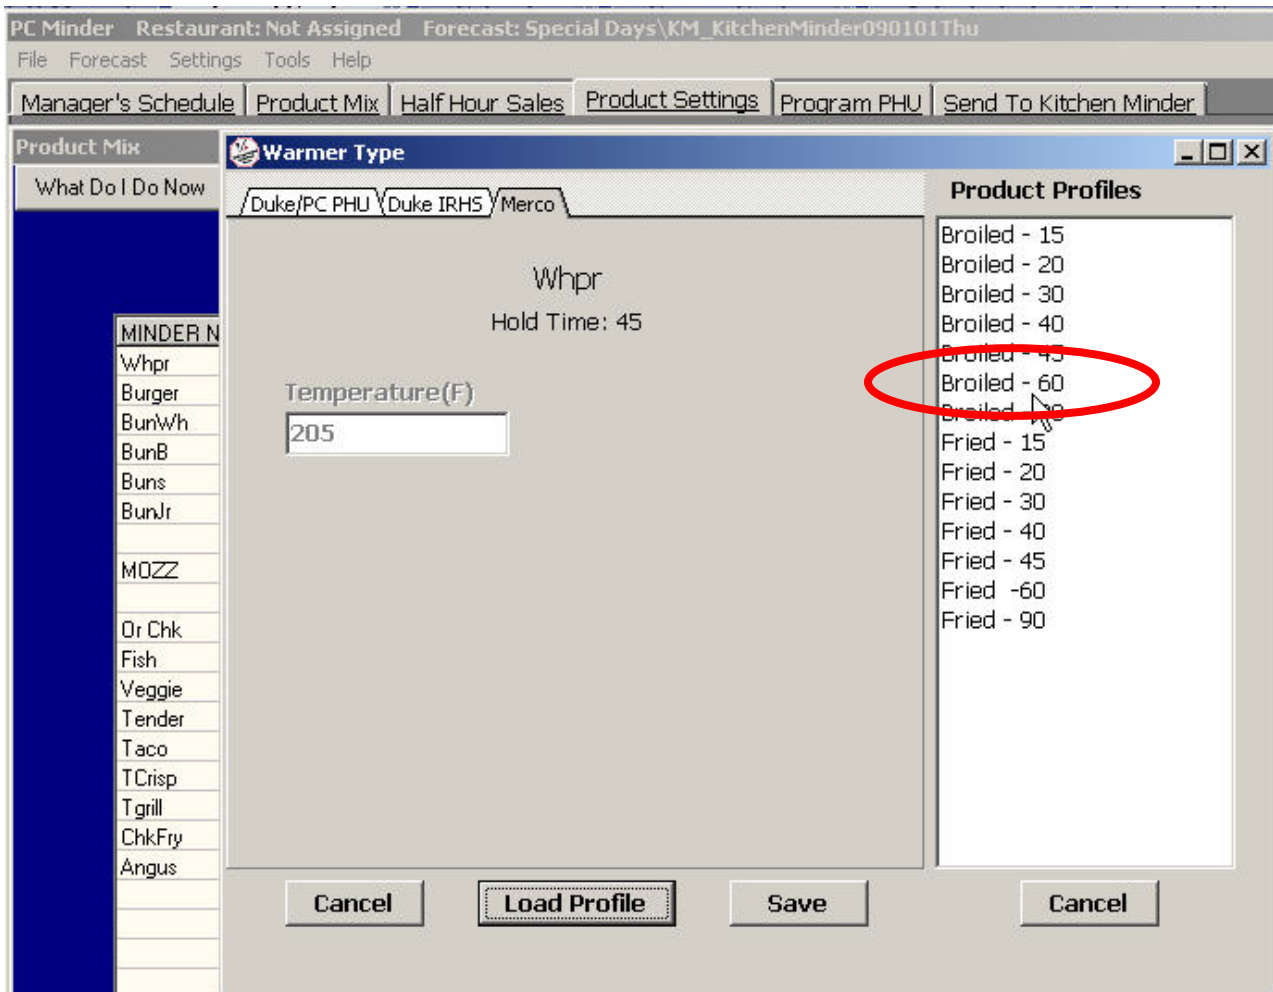 PC Minder Restaurant: Not Assigned Forecast: Special Days\KM_KitchenMinder090101Thu
File Forecast Settings Tools Help
Manager's Schedule Product Mix Half Hour Sales Product Settings Program PHU Send To Kitchen Minder
Product Mix
What Do I Do Now
MINDER N
Whpr
Burger
BunWh
BunB
Buns
BunJr
MOZZ
Or Chk
Fish
Veggie
Tender
Taco
TCrisp
Tgrill
ChkFry
Angus
Warmer Type
Duke/PC PHU Duke IRHS Merco
Whpr
Hold Time: 45
Temperature(F)
205
Cancel Load Profile Save
Product Profiles
Broiled - 15
Broiled - 20
Broiled - 30
Broiled - 40
Broiled - 45
Broiled - 60
Broiled -
Fried - 15
Fried - 20
Fried - 30
Fried - 40
Fried - 45
Fried -60
Fried - 90
Cancel